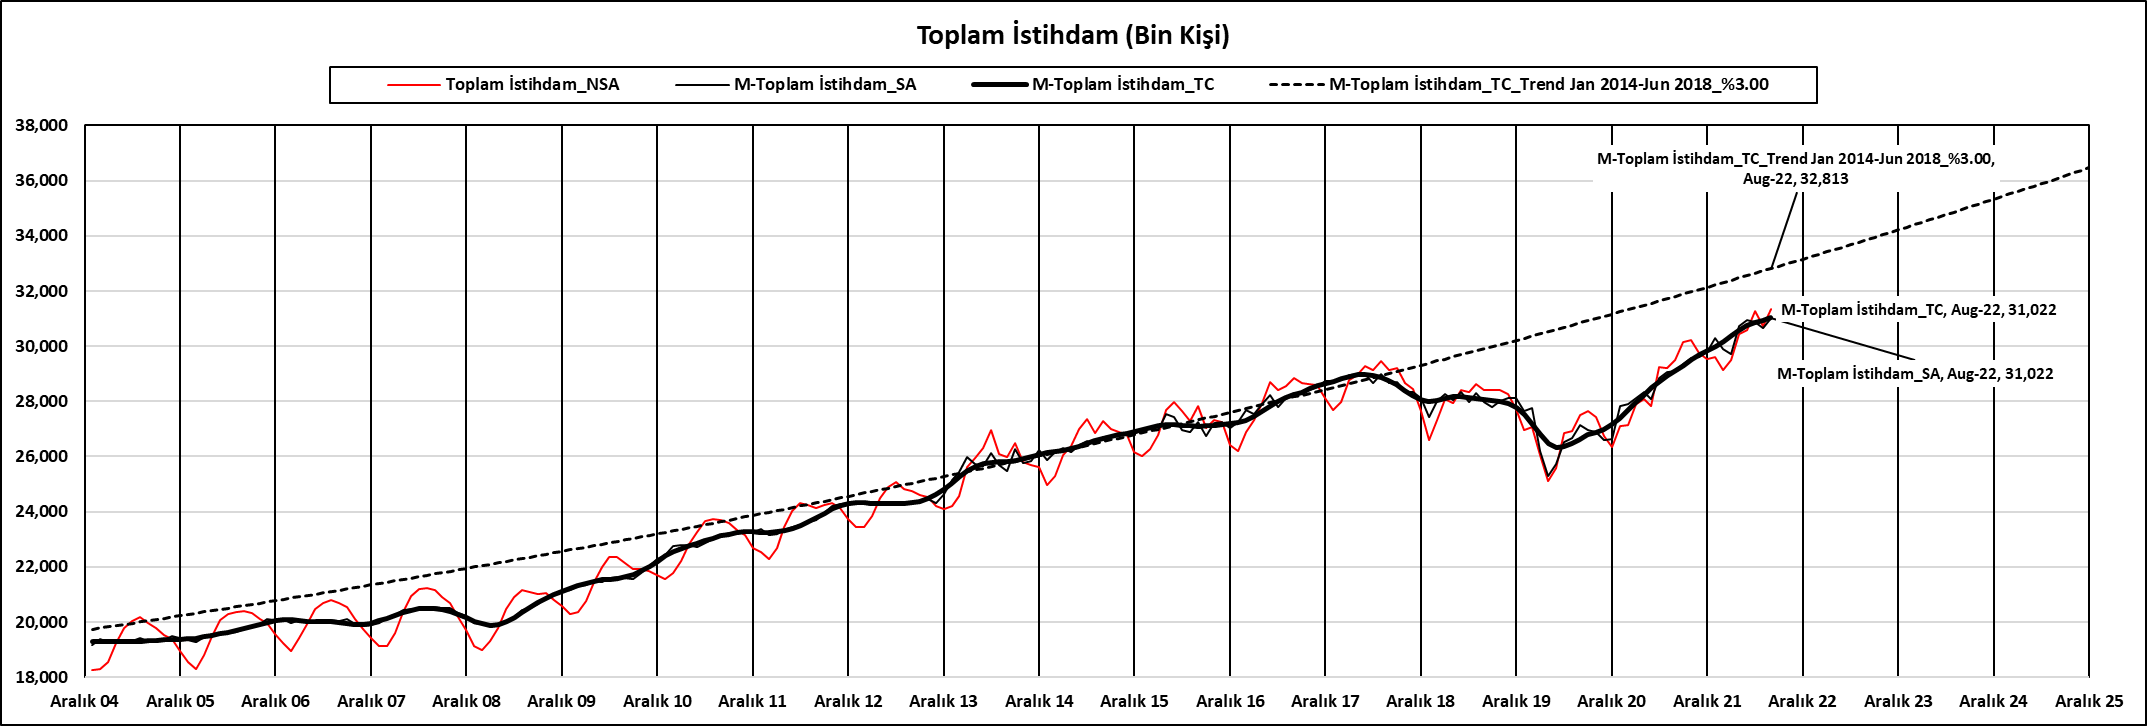 Toplam İstihdam (Bin Kişi)
Toplam İstihdam_NSA
M-Toplam İstihdam_SA
M-Toplam İstihdam_TC
M-Toplam İstihdam_TC_Trend Jan 2014-Jun 2018_%3.00
38,000
36,000
34,000
32,000
30,000
28,000
26,000
24,000
22,000
20,000
18,000
M-Toplam İstihdam_TC_Trend Jan 2014-Jun 2018_%3.00,
Aug-22, 32,813
M-Toplam İstihdam_TC, Aug-22, 31,022
M-Toplam İstihdam_SA, Aug-22, 31,022
Aralık 04
Aralık 05
Aralık 06
Aralık 07
Aralık 08
Aralık 09
Aralık 10
Aralık 11
Aralık 12
Aralık 13
Aralık 14
Aralık 15
Aralık 16
Aralık 17
Aralık 18
Aralık 19
Aralık 20
Aralık 21
Aralık 22
Aralık 23
Aralık 24
Aralık 25